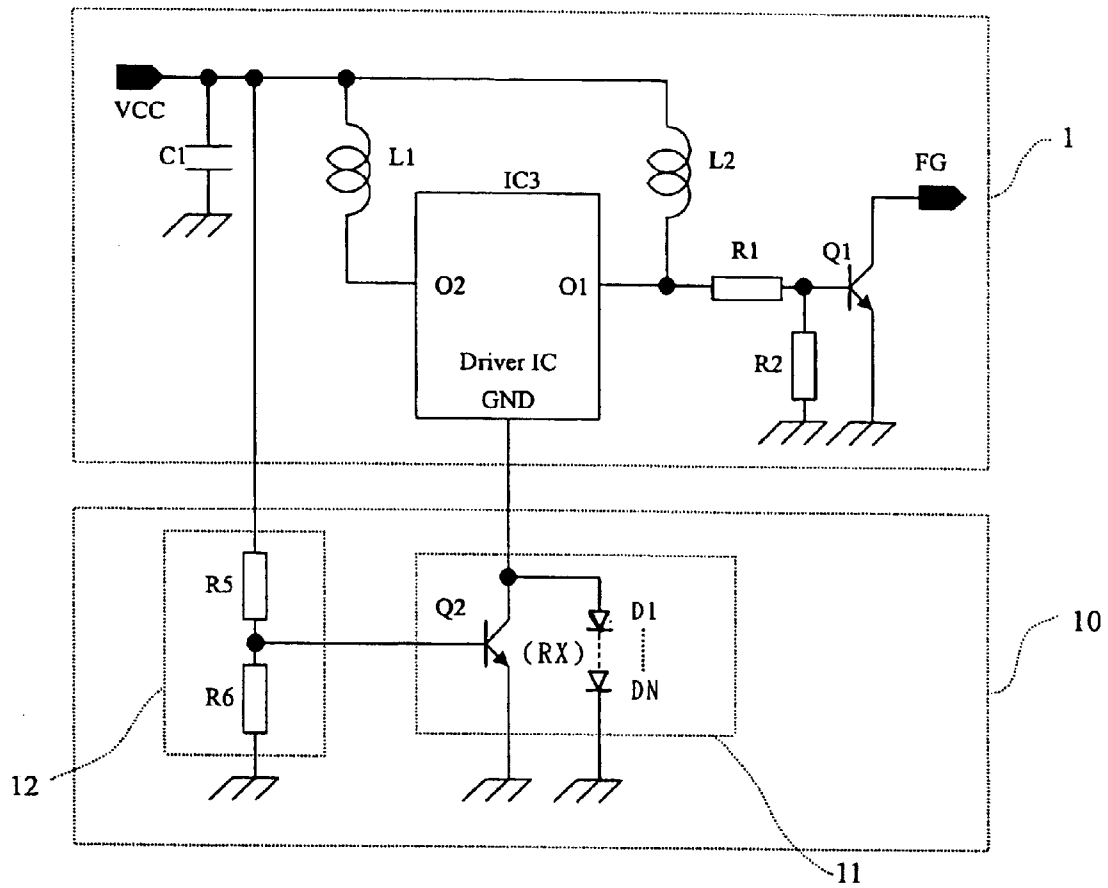 VCC
C1
L1
IC3
L2
FG
1
O2
O1
R1
Q1
Driver IC
GND
R2
R5
Q2
D1
(RX)
10
R6
DN
12
11